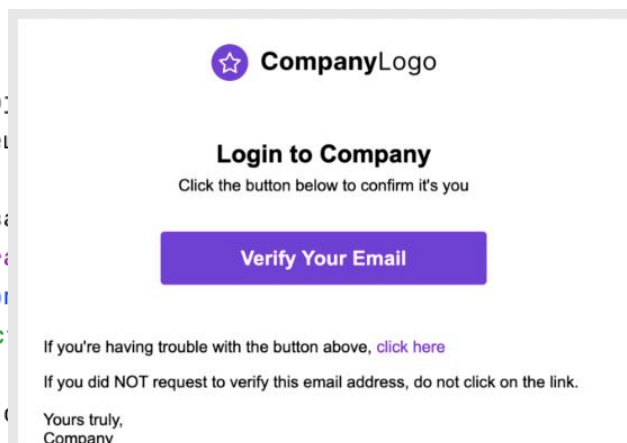 CompanyLogo
Login to Company
Click the button below to confirm it's you
Verify Your Email
If you're having trouble with the button above, click here
If you did NOT request to verify this email address, do not click on the link.
Yours truly,
Company